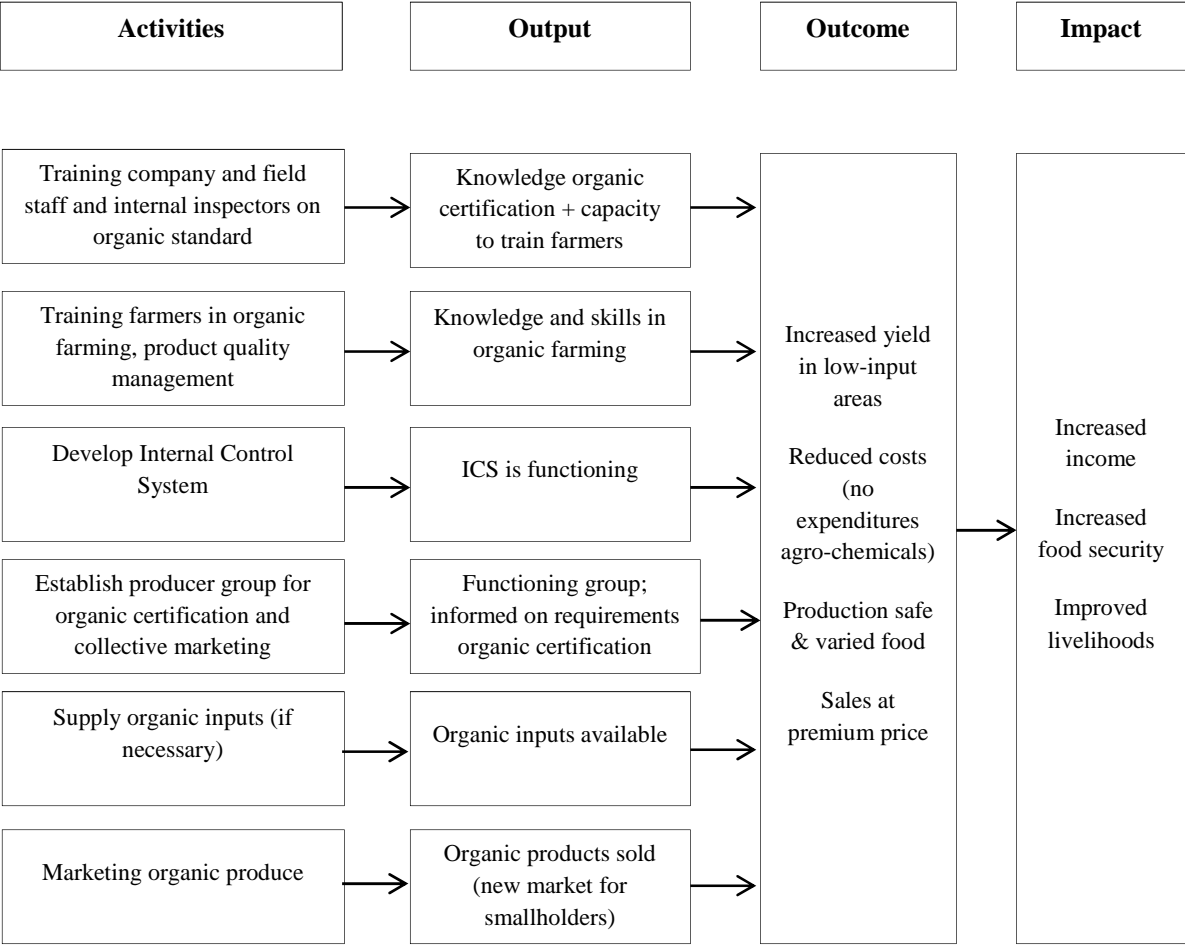 Activities
Output
Outcome
Impact
Training company and field
staff and internal inspectors on
organic standard
Knowledge organic
certification + capacity
to train farmers
Training farmers in organic
farming, product quality
management
Knowledge and skills in
organic farming
Develop Internal Control
System
ICS is functioning
Establish producer group for
organic certification and
collective marketing
Functioning group;
informed on requirements
organic certification
Supply organic inputs (if
necessary)
Organic inputs available
Marketing organic produce
Organic products sold
(new market for
smallholders)
Increased yield
in low-input
areas
Reduced costs
(no
expenditures
agro-chemicals)
Production safe
& varied food
Sales at
premium price
Increased
income
Increased
food security
Improved
livelihoods